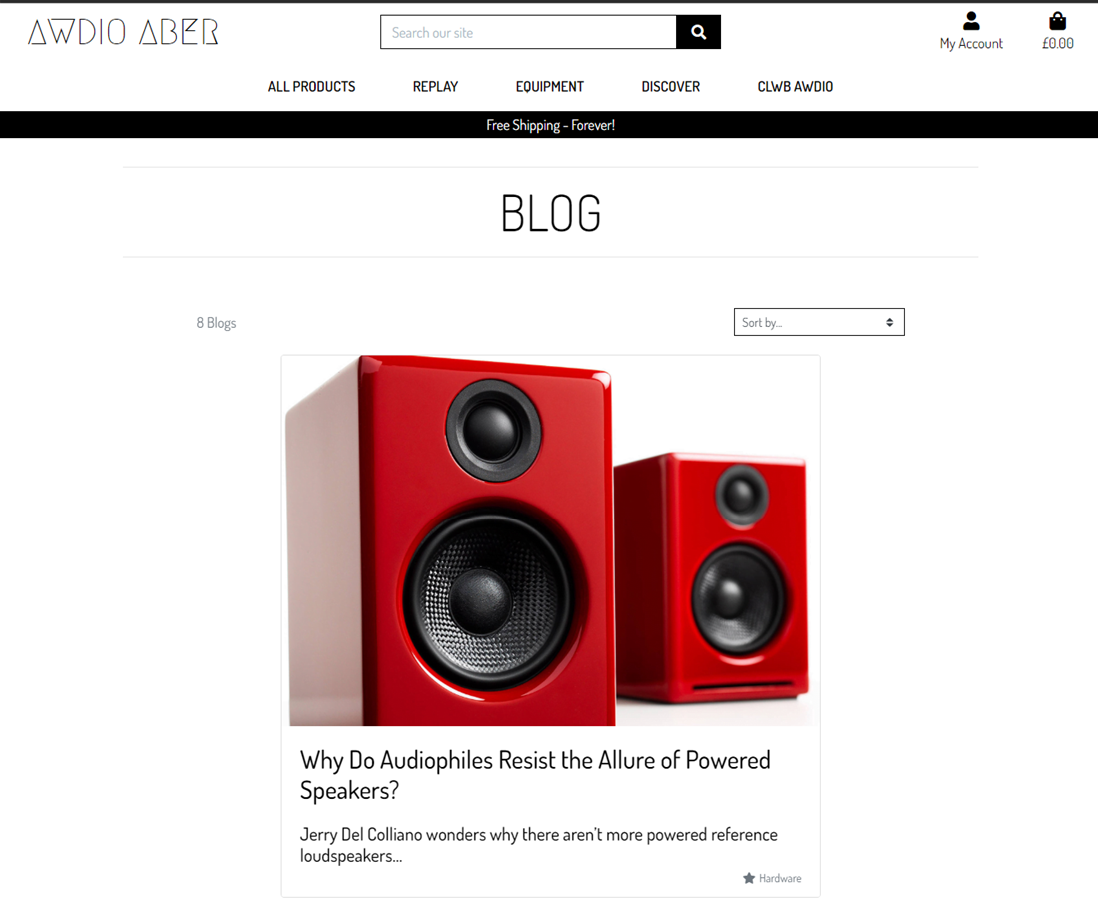 AWDIO ABER
Search our site
My Account
£0.00
ALL PRODUCTS
REPLAY
EQUIPMENT
DISCOVER
CLWB AWDIO
Free Shipping - Forever!
BLOG
8 Blogs
Sort by...
Why Do Audiophiles Resist the Allure of Powered
Speakers?
Jerry Del Colliano wonders why there aren't more powered reference
loudspeakers...
Hardware